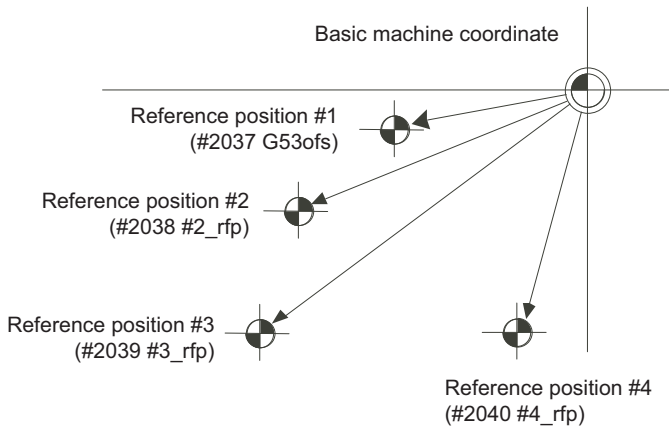 Basic machine coordinate
Reference position #1
(#2037 G53ofs)
Reference position #2
(#2038 #2_rfp)
Reference position #3
(#2039 #3_rfp)
Reference position #4
(#2040 #4_rfp)